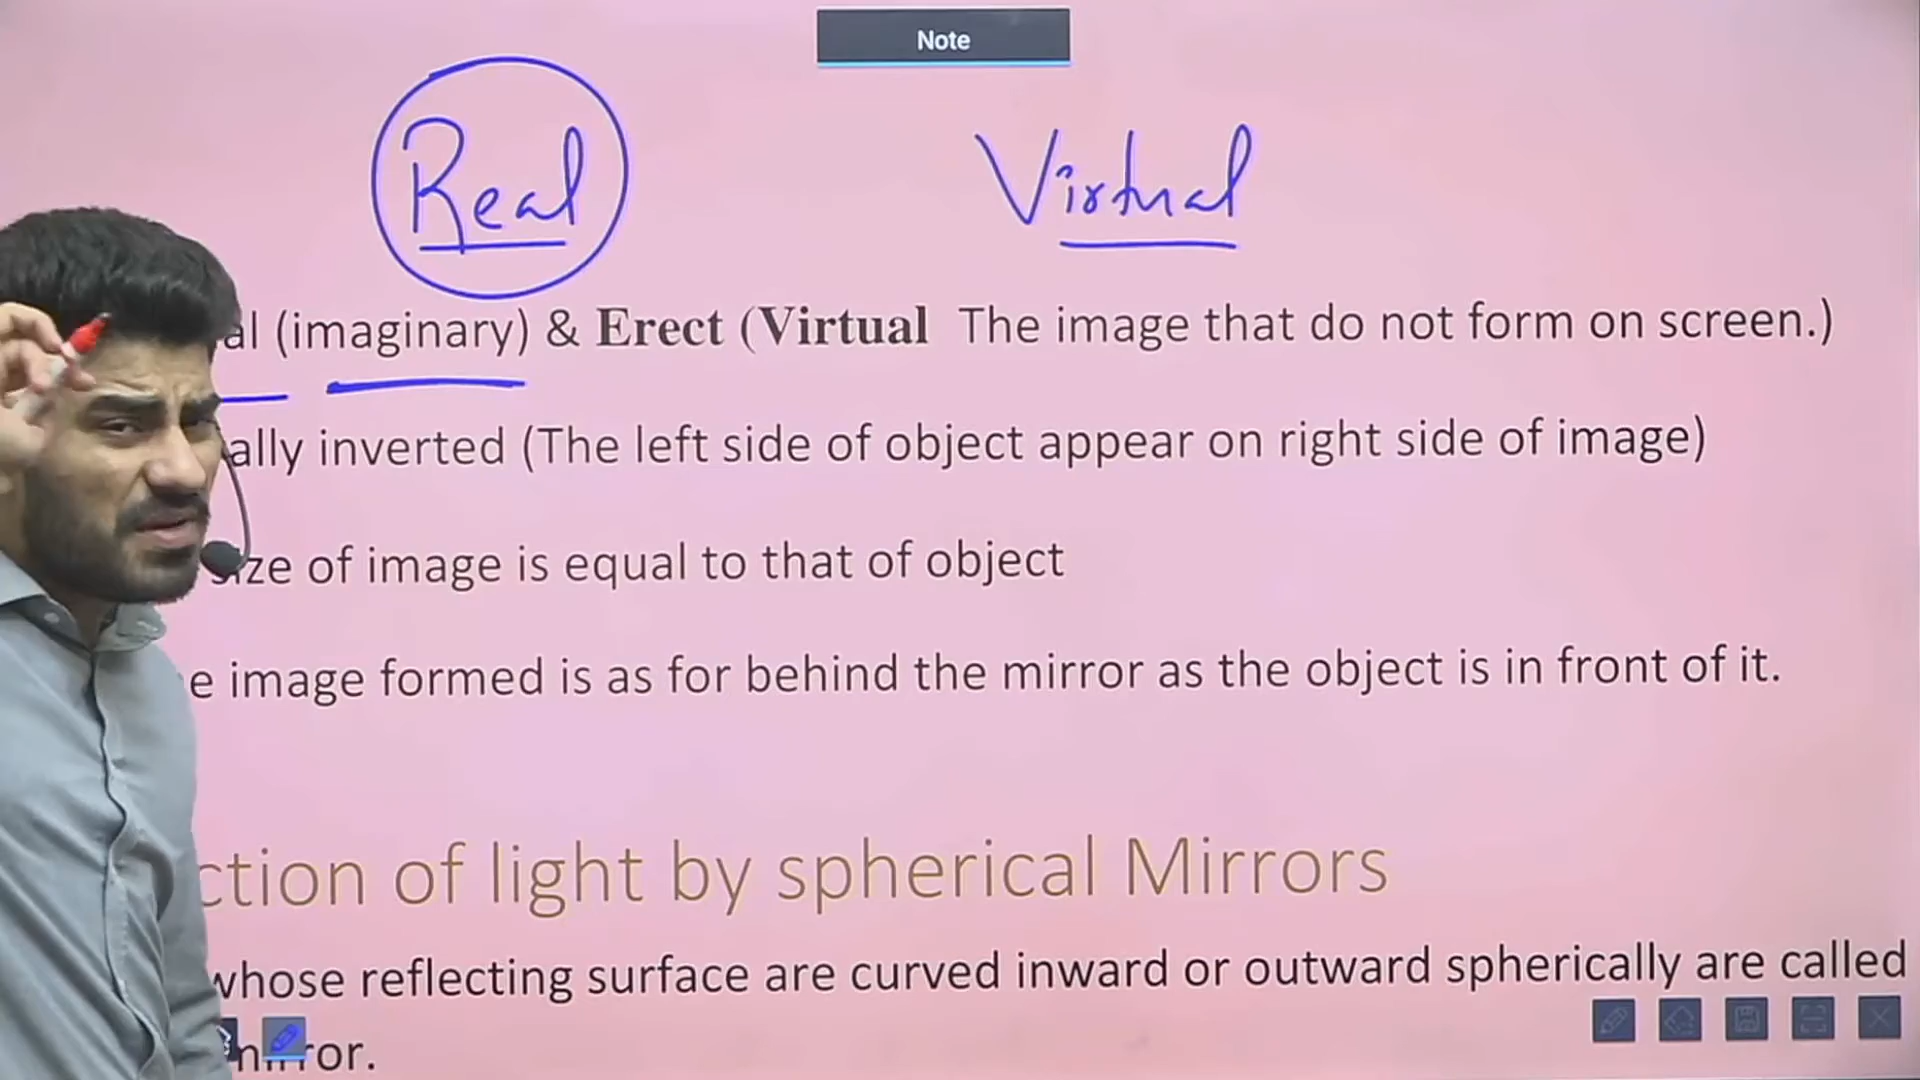 Note
Real Virtual
al (imaginary) & Erect (Virtual The image that do not form on screen.)
ally inverted (The left side of object appear on right side of image)
size of image is equal to that of object
e image formed is as for behind the mirror as the object is in front of it.
ction of light by spherical Mirrors
whose reflecting surface are curved inward or outward spherically are called
mirror.